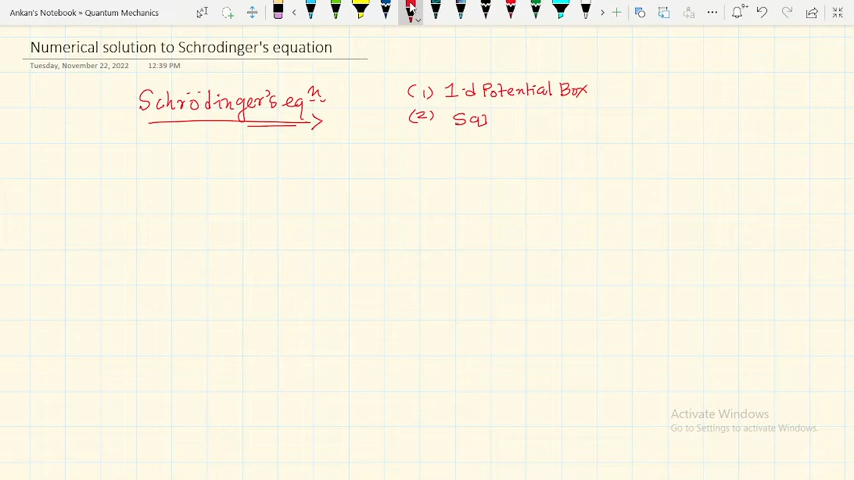 Ankan's Notebook » Quantum Mechanics
9+
Numerical solution to Schrodinger's equation
Tuesday, November 22, 2022 12:39 PM
Schrödinger's eqⁿ
(1) 1-d Potential Box
(2)
Activate Windows
Go to Settings to activate Windows.